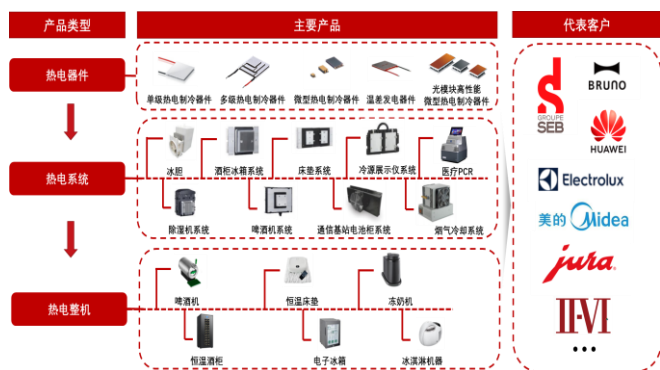 产品类型
主要产品
代表客户
热电器件
单级热电制冷器件
多级热电制冷器件
微型热电制冷器件
温差发电器件
光模块高性能
微型热电制冷器件
热电系统
冰胆
酒柜冰箱系统
床垫系统
冷源展示仪系统
医疗PCR
除湿机系统
啤酒机系统
通信基站电池柜系统
烟气冷却系统
热电整机
啤酒机
恒温床垫
冻奶机
恒温酒柜
电子冰箱
冰淇淋机器
GROUPE
SEB
BRUNO
HUAWEI
Electrolux
美的 Midea
jura
II-VI
•••